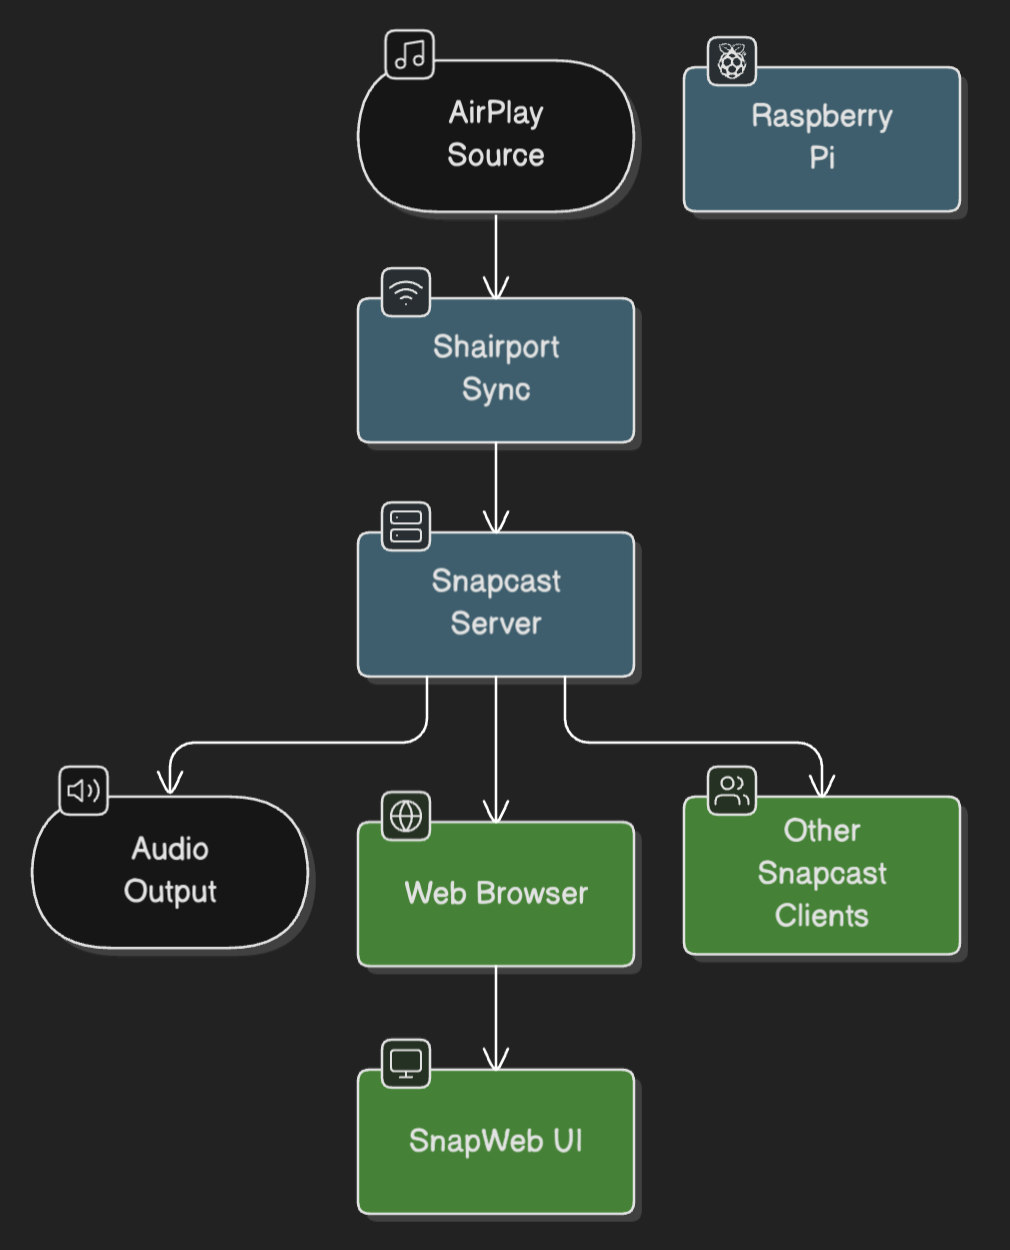 AirPlay
Source
Raspberry
Pi
Shairport
Sync
Snapcast
Server
Audio
Output
Web Browser
Other
Snapcast
Clients
SnapWeb UI